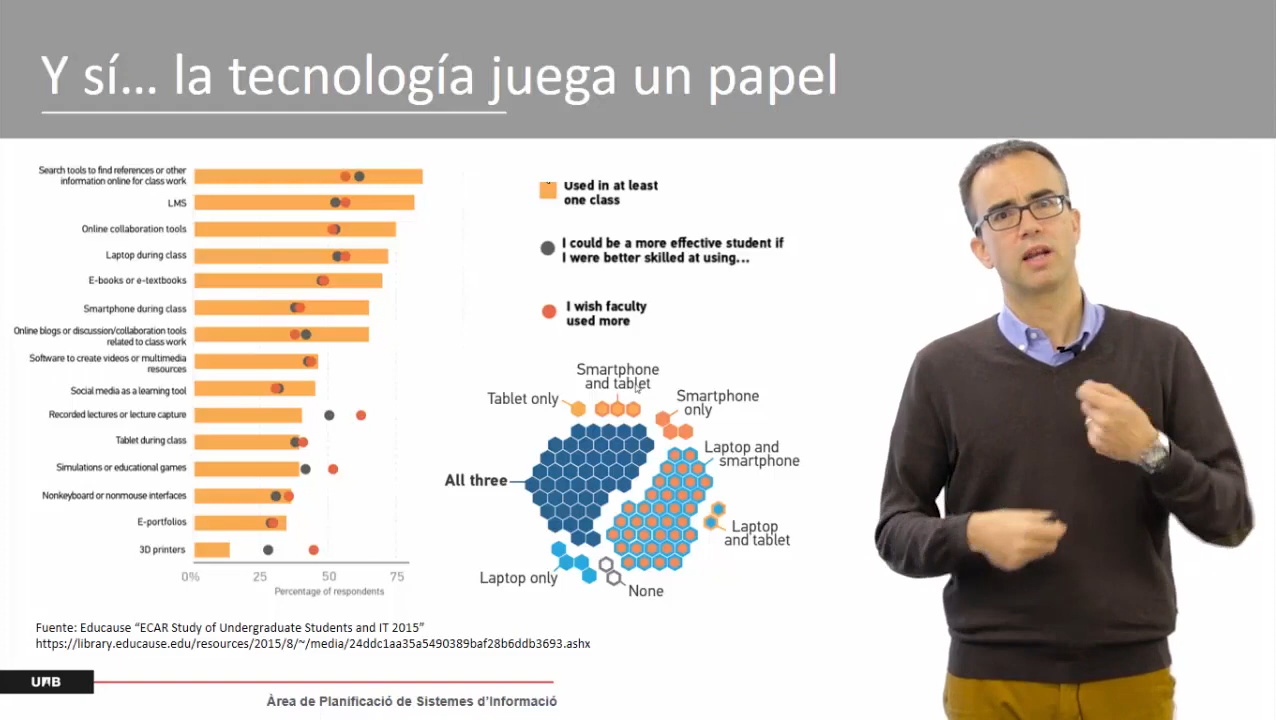 Y sí... la tecnología juega un papel
Search tools to find references or other
information online for class work
LMS
Online collaboration tools
Laptop during class
E-books or e-textbooks
Smartphone during class
Online blogs or discussion/collaboration tools
related to class work
Software to create videos or multimedia
resources
Social media as a learning tool
Recorded lectures or lecture capture
Tablet during class
Simulations or educational games
Nonkeyboard or nonmouse interfaces
E-portfolios
3D printers
0% 25 50 75
Percentage of respondents
Used in at least
one class
I could be a more effective student if
I were better skilled at using...
I wish faculty
used more
Smartphone
and tablet
Tablet only
Smartphone
only
Laptop and
smartphone
All three
Laptop
and tablet
Laptop only
None
Fuente: Educause “ECAR Study of Undergraduate Students and IT 2015”
https://library.educause.edu/resources/2015/8/~/media/24ddc1aa35a5490389baf28b6ddb3693.ashx
UAB
Àrea de Planificació de Sistemes d’Informació